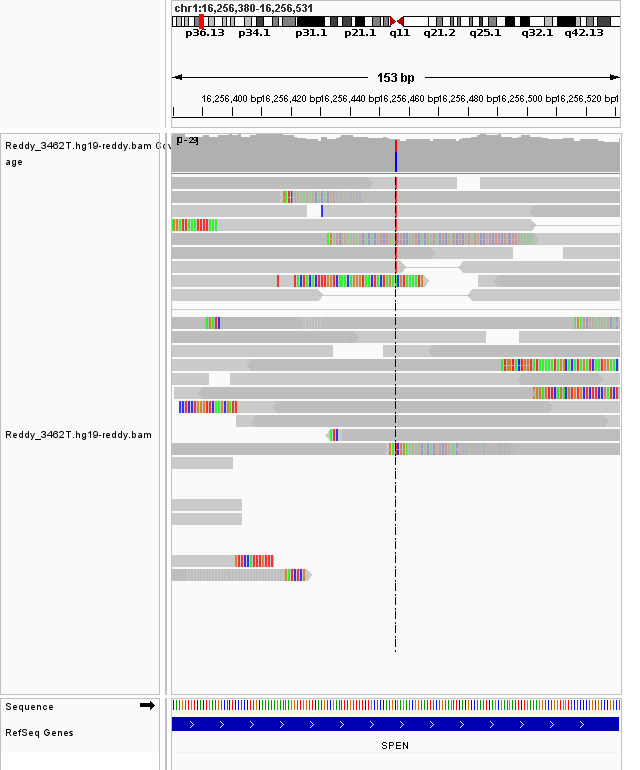 chr1:16,256,380-16,256,531
p36.13 p34.1 p31.1 p21.1 q11 q21.2 q25.1 q32.1 q42.13
153 bp
16,256,400 bp 16,256,420 bp 16,256,440 bp 16,256,460 bp 16,256,480 bp 16,256,500 bp 16,256,520 bp
Reddy_3462T.hg19-reddy.bam Cov
age
Reddy_3462T.hg19-reddy.bam
Sequence
RefSeq Genes
SPEN